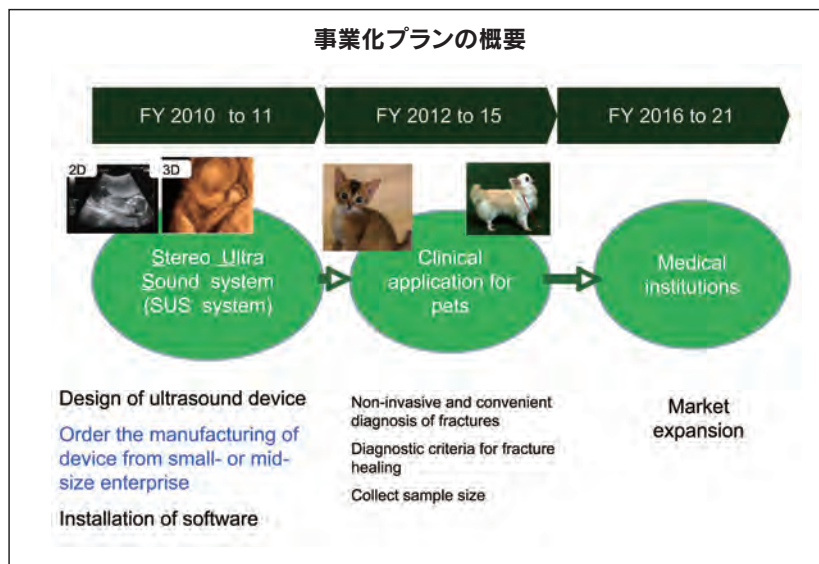 事業化プランの概要
FY 2010 to 11
FY 2012 to 15
FY 2016 to 21
2D
3D
Stereo Ultra
Sound system
(SUS system)
Clinical
application for
pets
Medical
institutions
Design of ultrasound device
Order the manufacturing of
device from small- or mid-
size enterprise
Installation of software
Non-invasive and convenient
diagnosis of fractures
Diagnostic criteria for fracture
healing
Collect sample size
Market
expansion